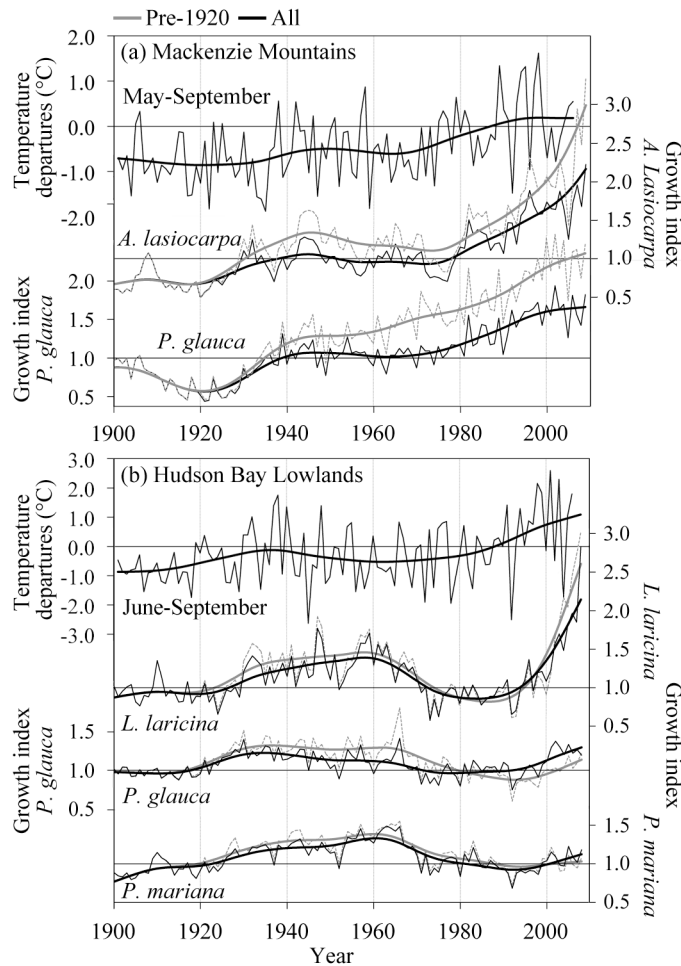 Pre-1920 All
(a) Mackenzie Mountains
May-September
Temperature
departures (°C)
2.0
1.0
0.0
-1.0
-2.0
3.0
2.5
2.0
1.5
1.0
0.5
Growth index
A. Lasiocarpa
A. lasiocarpa
Growth index
P. glauca
2.0
1.5
1.0
0.5
P. glauca
1900 1920 1940 1960 1980 2000
(b) Hudson Bay Lowlands
Temperature
departures (°C)
3.0
2.0
1.0
0.0
-1.0
-2.0
-3.0
June-September
3.0
2.5
2.0
1.5
1.0
0.5
L. laricina
L. laricina
Growth index
P. glauca
1.5
1.0
0.5
P. glauca
Growth index
P. mariana
1.5
1.0
0.5
P. mariana
1900 1920 1940 1960 1980 2000
Year